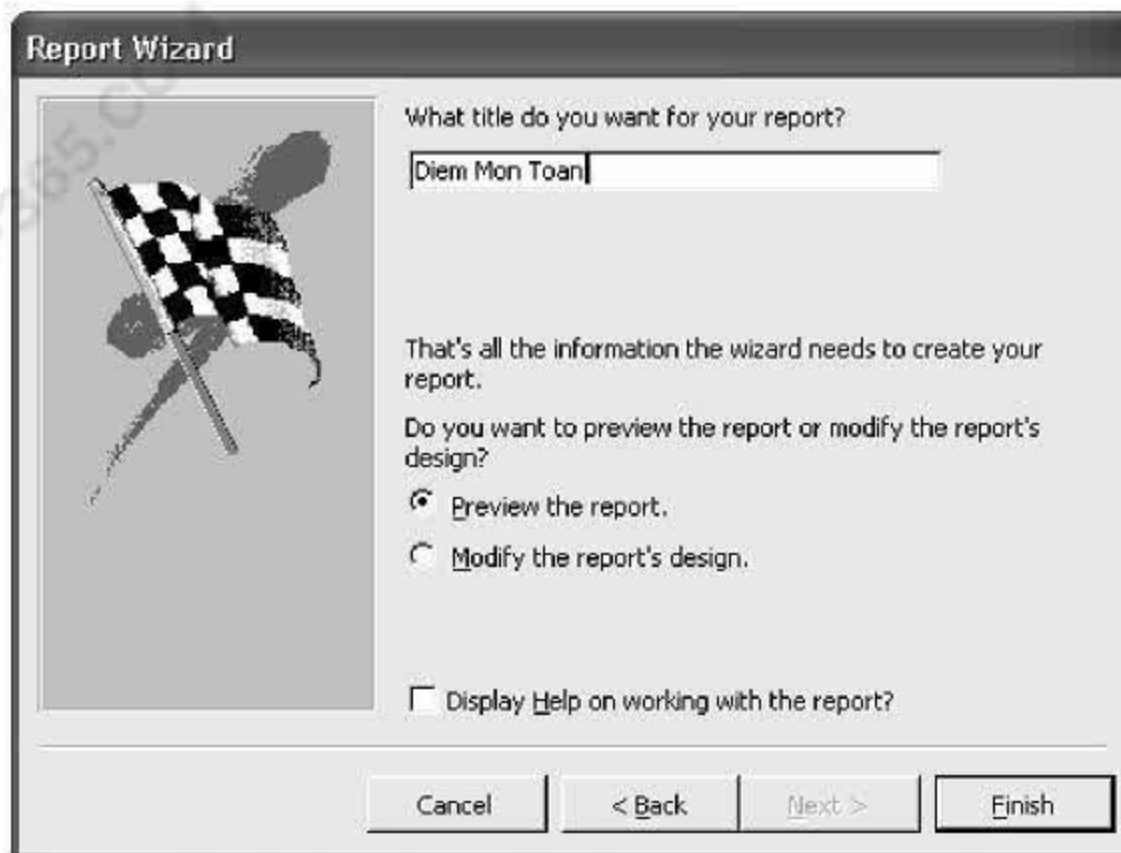 Report Wizard
What title do you want for your report?
Diem Mon Toan
That's all the information the wizard needs to create your
report.
Do you want to preview the report or modify the report's
design?
Preview the report.
Modify the report's design.
Display Help on working with the report?
Cancel
< Back
Next >
Finish
365.COM